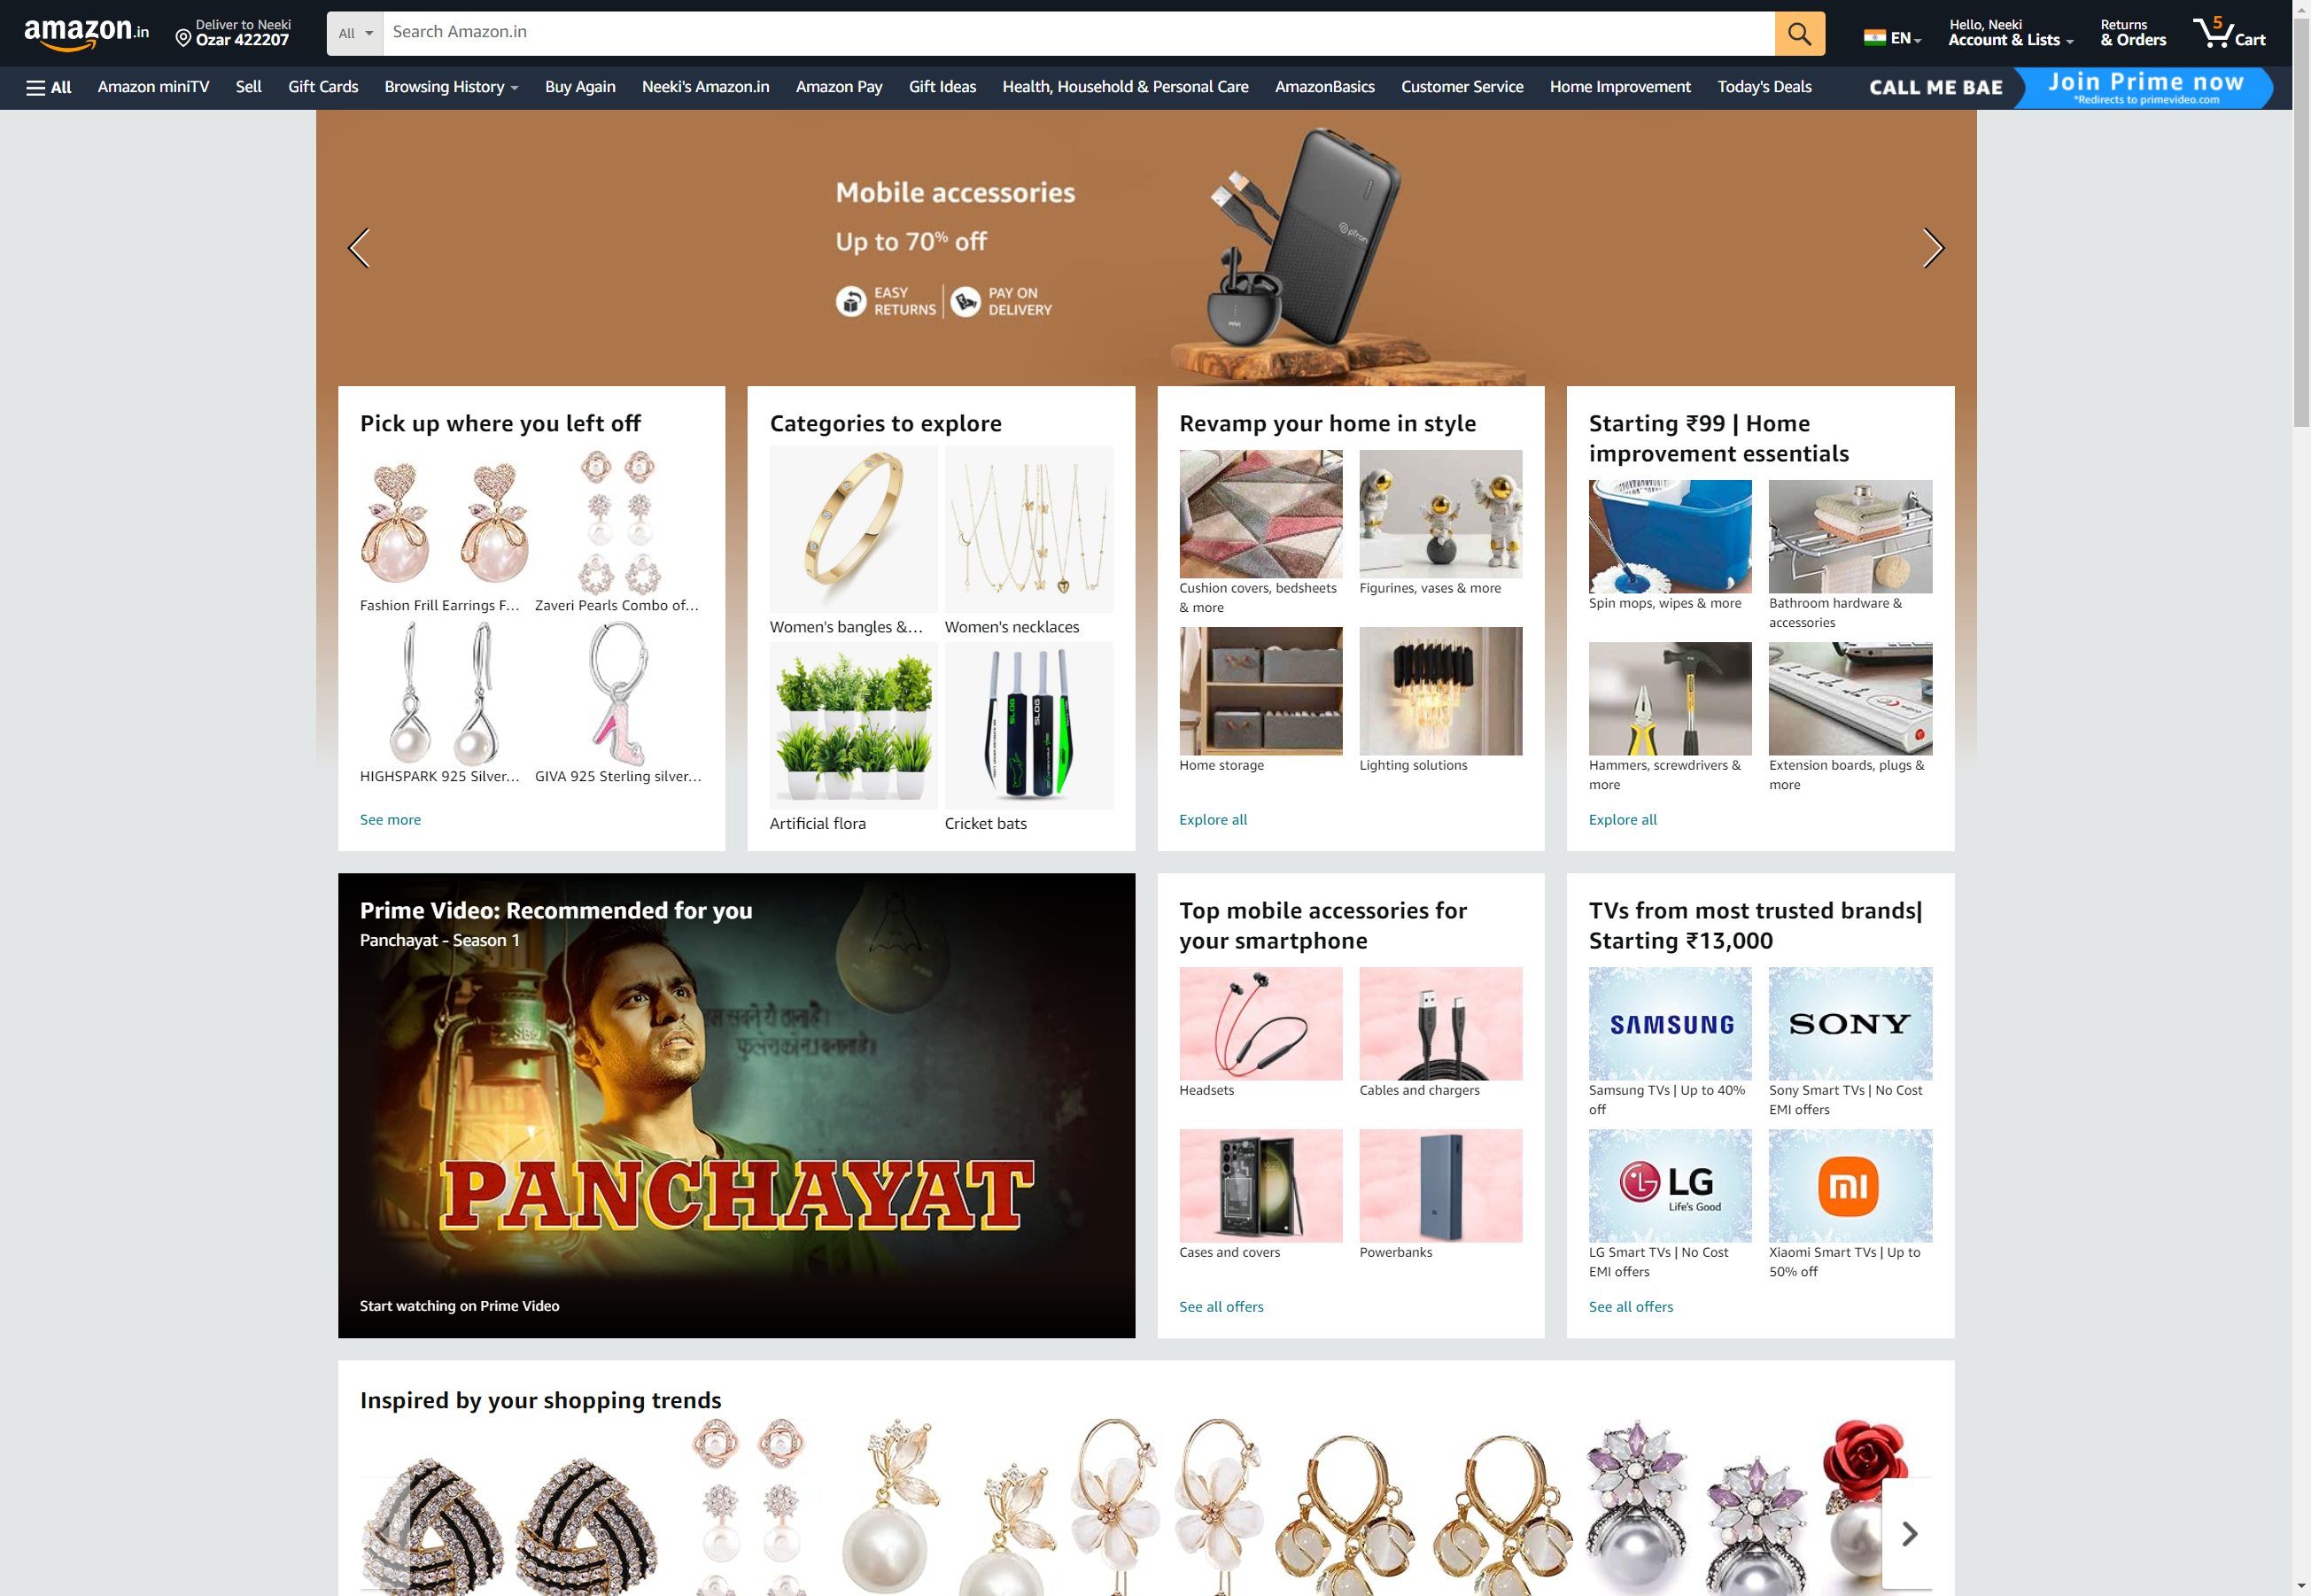 amazon.in
Deliver to Neeki
Ozar 422207
All
Search Amazon.in
EN
Hello, Neeki
Account & Lists
Returns
& Orders
5
Cart
All
Amazon miniTV
Sell
Gift Cards
Browsing History
Buy Again
Neeki's Amazon.in
Amazon Pay
Gift Ideas
Health, Household & Personal Care
AmazonBasics
Customer Service
Home Improvement
Today's Deals
CALL ME BAE
Join Prime now
*Redirects to primevideo.com
Mobile accessories
Up to 70% off
EASY
RETURNS
PAY ON
DELIVERY
pTron
MIVI
Pick up where you left off
Fashion Frill Earrings F...
Zaveri Pearls Combo of...
HIGHSPARK 925 Silver...
GIVA 925 Sterling silver...
See more
Categories to explore
Women's bangles &...
Women's necklaces
SLOG
SLOG
Artificial flora
Cricket bats
Revamp your home in style
Cushion covers, bedsheets
& more
Figurines, vases & more
Home storage
Lighting solutions
Explore all
Starting ₹99 | Home
improvement essentials
Spin mops, wipes & more
Bathroom hardware &
accessories
Hammers, screwdrivers &
more
Extension boards, plugs &
more
Explore all
Prime Video: Recommended for you
Panchayat - Season 1
PANCHAYAT
Start watching on Prime Video
Top mobile accessories for
your smartphone
Headsets
Cables and chargers
Cases and covers
Powerbanks
See all offers
TVs from most trusted brands|
Starting ₹13,000
SAMSUNG
SONY
Samsung TVs | Up to 40%
off
Sony Smart TVs | No Cost
EMI offers
LG
Life's Good
mi
LG Smart TVs | No Cost
EMI offers
Xiaomi Smart TVs | Up to
50% off
See all offers
Inspired by your shopping trends